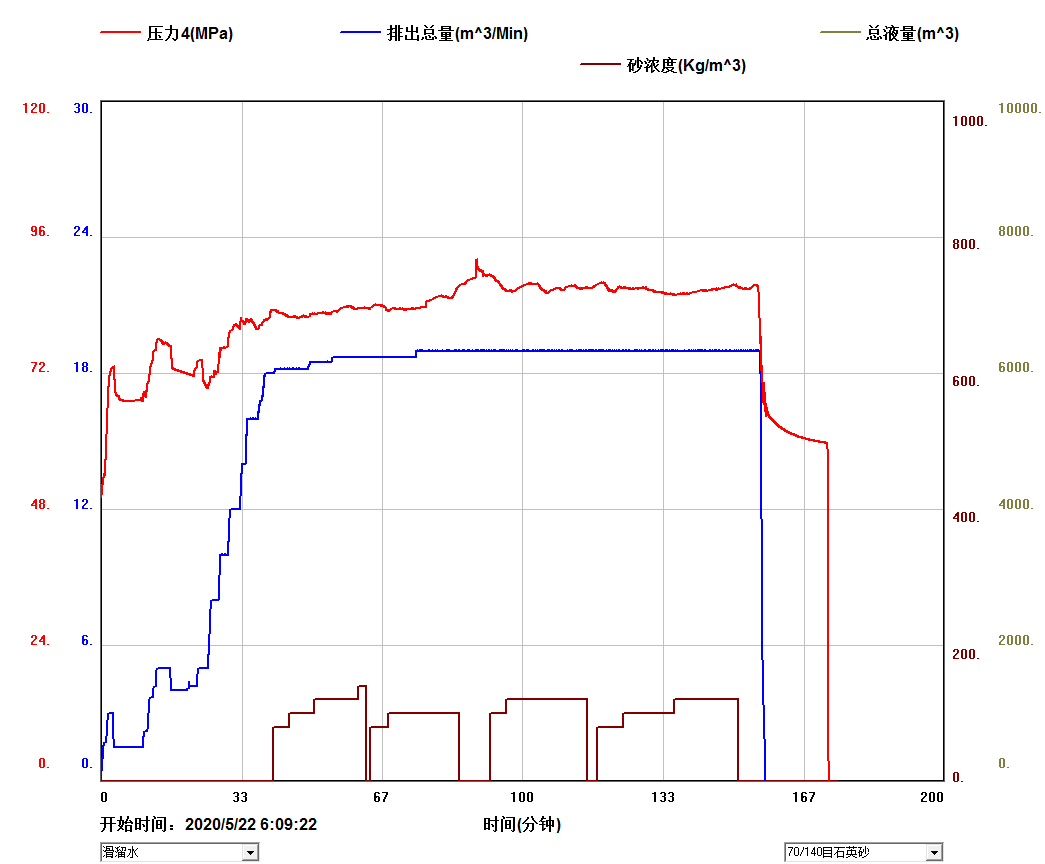 压力4(MPa) 排出总量(m^3/Min) 总液量(m^3)
砂浓度(Kg/m^3)
120. 30. 1000. 10000.
96. 24. 800. 8000.
72. 18. 600. 6000.
48. 12. 400. 4000.
24. 6. 200. 2000.
0. 0. 0. 0.
0 33 67 100 133 167 200
开始时间：2020/5/22 6:09:22 时间(分钟)
滑溜水 70/140目石英砂